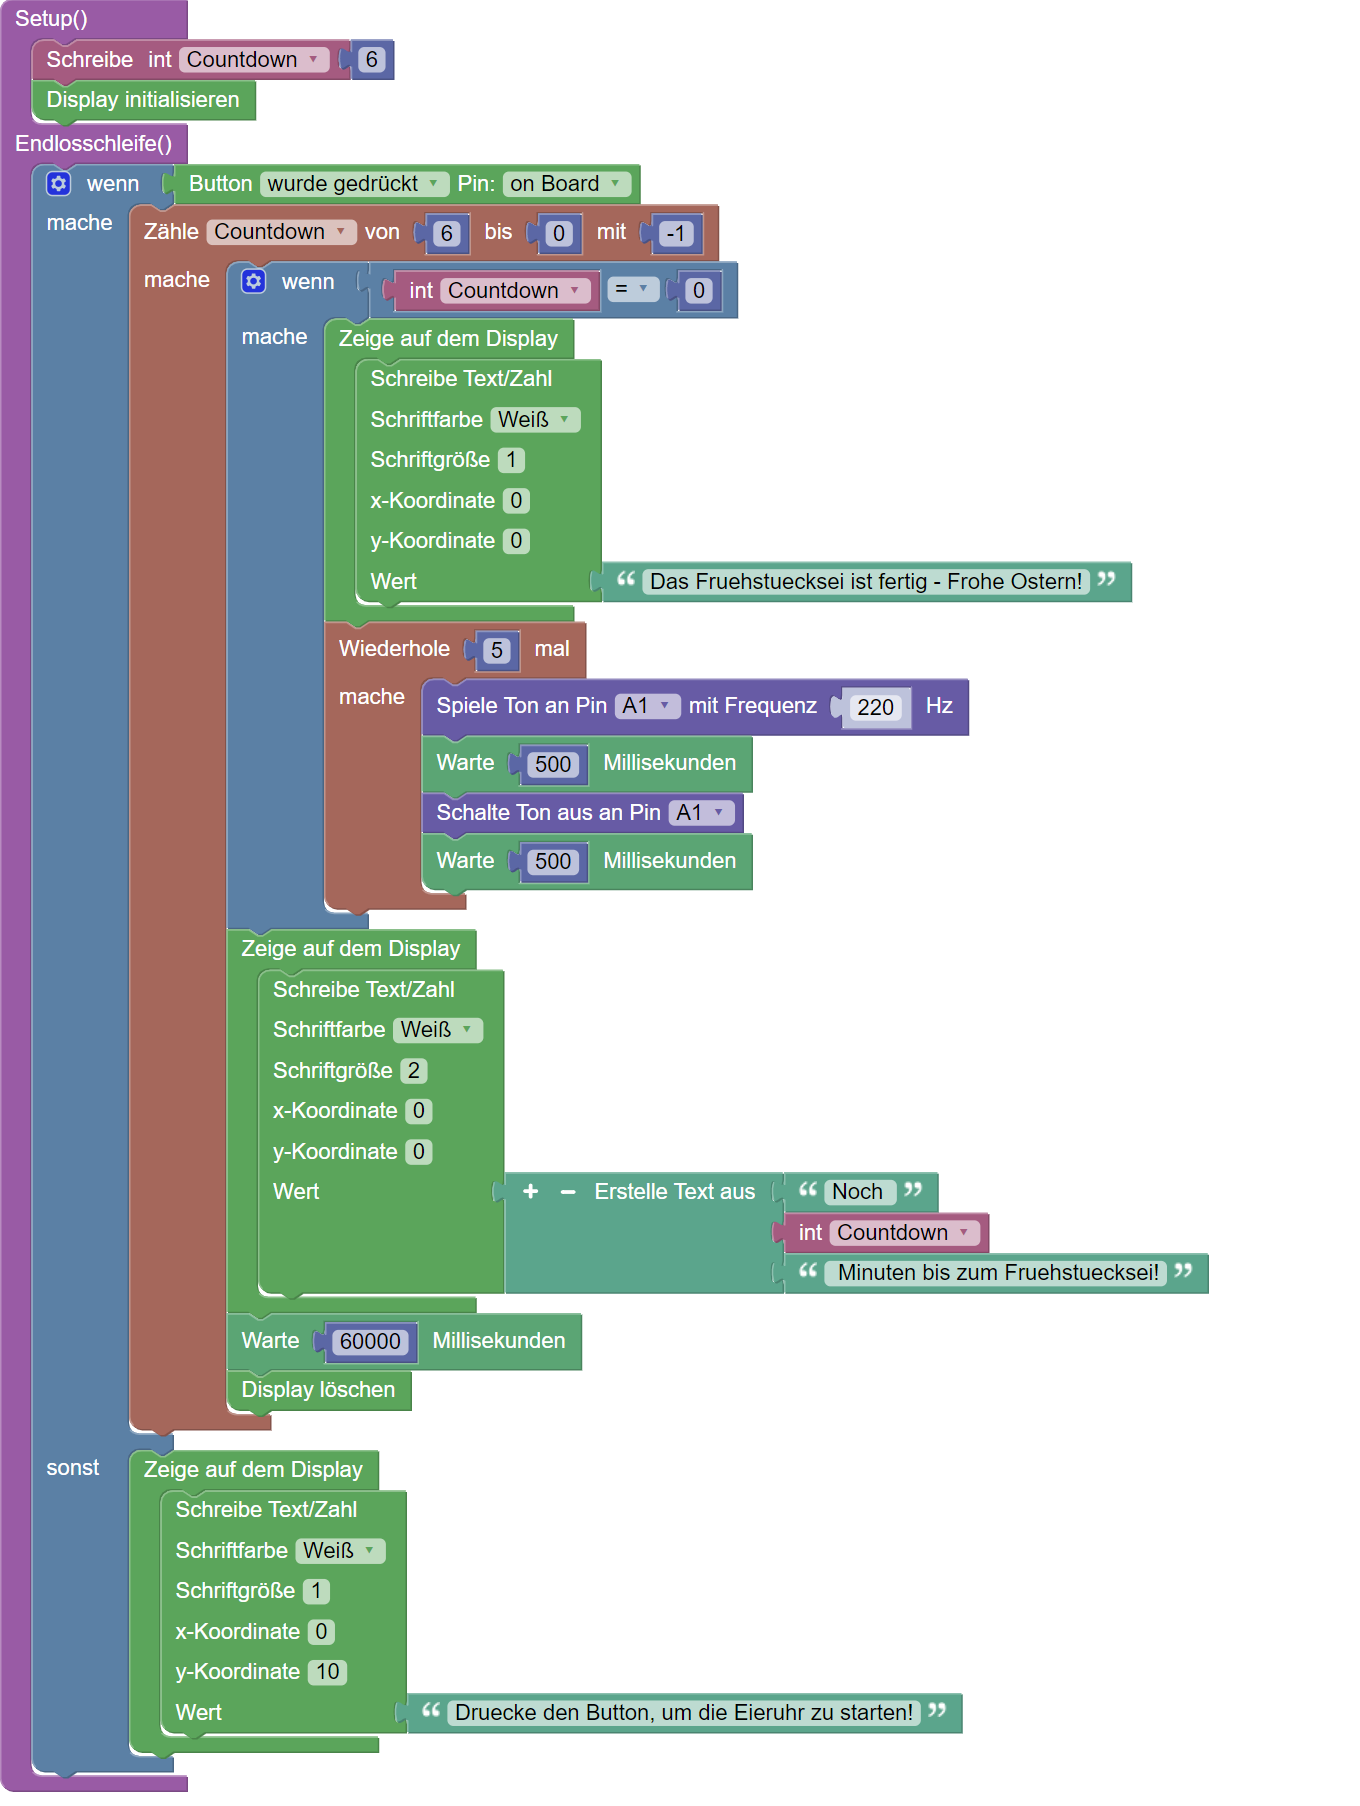 Setup()
Schreibe int Countdown 6
Display initialisieren
Endlosschleife()
wenn Button wurde gedrückt Pin: on Board
mache Zähle Countdown von 6 bis 0 mit -1
mache wenn int Countdown = 0
mache Zeige auf dem Display
Schreibe Text/Zahl
Schriftfarbe Weiß
Schriftgröße 1
x-Koordinate 0
y-Koordinate 0
Wert “ Das Fruehstuecksei ist fertig - Frohe Ostern! ”
Wiederhole 5 mal
mache Spiele Ton an Pin A1 mit Frequenz 220 Hz
Warte 500 Millisekunden
Schalte Ton aus an Pin A1
Warte 500 Millisekunden
Zeige auf dem Display
Schreibe Text/Zahl
Schriftfarbe Weiß
Schriftgröße 2
x-Koordinate 0
y-Koordinate 0
Wert + – Erstelle Text aus “ Noch ”
int Countdown
“ Minuten bis zum Fruehstuecksei! ”
Warte 60000 Millisekunden
Display löschen
sonst Zeige auf dem Display
Schreibe Text/Zahl
Schriftfarbe Weiß
Schriftgröße 1
x-Koordinate 0
y-Koordinate 10
Wert “ Druecke den Button, um die Eieruhr zu starten! ”